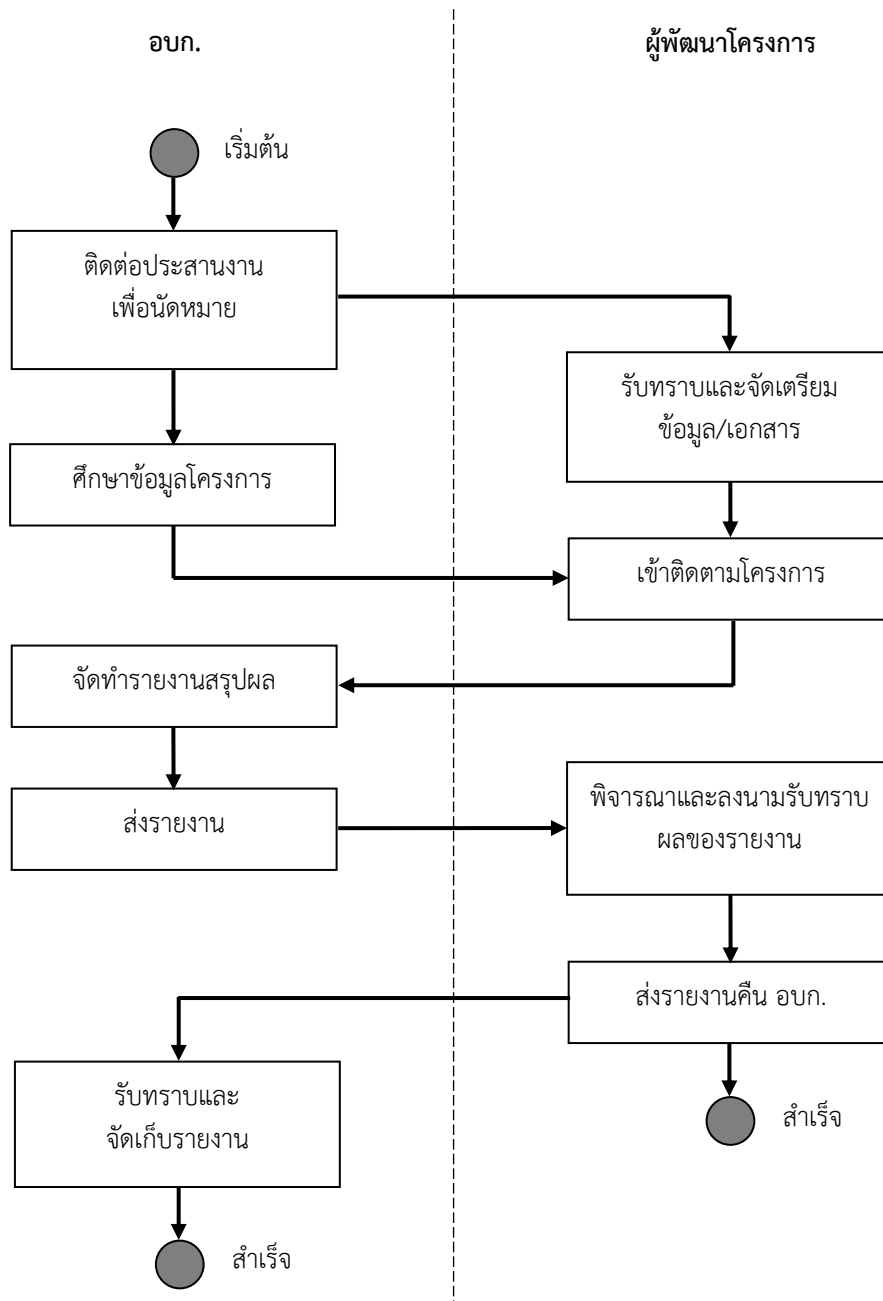 อบก.
ผู้พัฒนาโครงการ
เริ่มต้น
ติดต่อประสานงาน
เพื่อนัดหมาย
รับทราบและจัดเตรียม
ข้อมูล/เอกสาร
ศึกษาข้อมูลโครงการ
เข้าติดตามโครงการ
จัดทำรายงานสรุปผล
ส่งรายงาน
พิจารณาและลงนามรับทราบ
ผลของรายงาน
ส่งรายงานคืน อบก.
รับทราบและ
จัดเก็บรายงาน
สำเร็จ
สำเร็จ